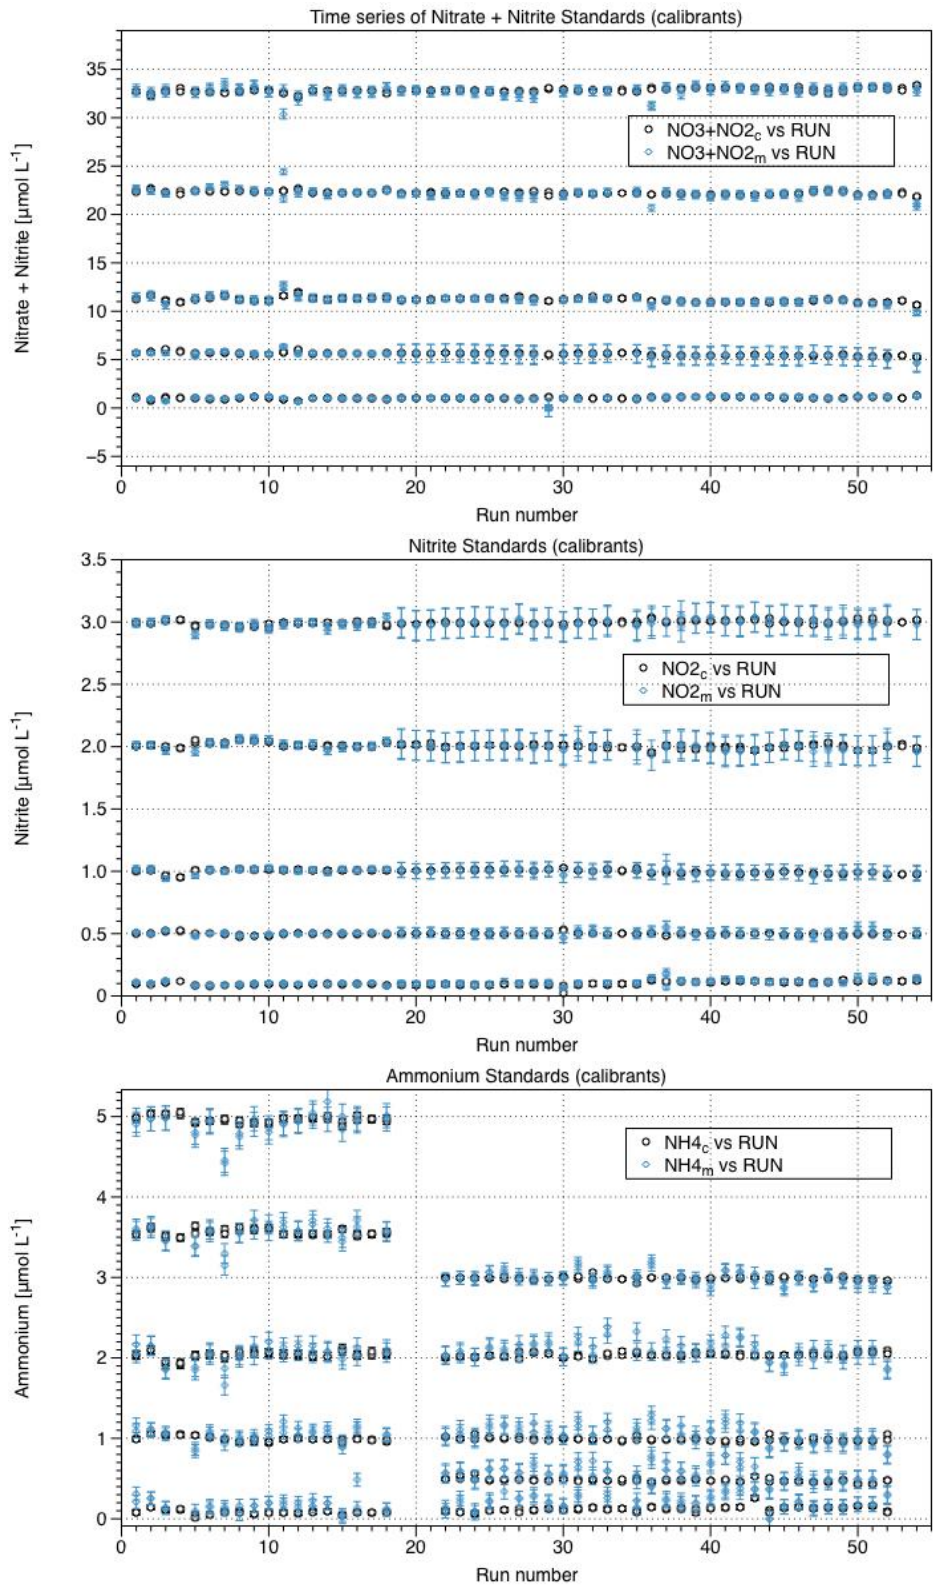 Time series of Nitrate + Nitrite Standards (calibrants)
35
30
25
20
15
10
5
0
−5
Nitrate + Nitrite [µmol L⁻¹]
NO3+NO2c vs RUN
NO3+NO2m vs RUN
0 10 20 30 40 50
Run number
Nitrite Standards (calibrants)
3.5
3.0
2.5
2.0
1.5
1.0
0.5
0
Nitrite [µmol L⁻¹]
NO2c vs RUN
NO2m vs RUN
0 10 20 30 40 50
Run number
Ammonium Standards (calibrants)
5
4
3
2
1
0
Ammonium [µmol L⁻¹]
NH4c vs RUN
NH4m vs RUN
0 10 20 30 40 50
Run number